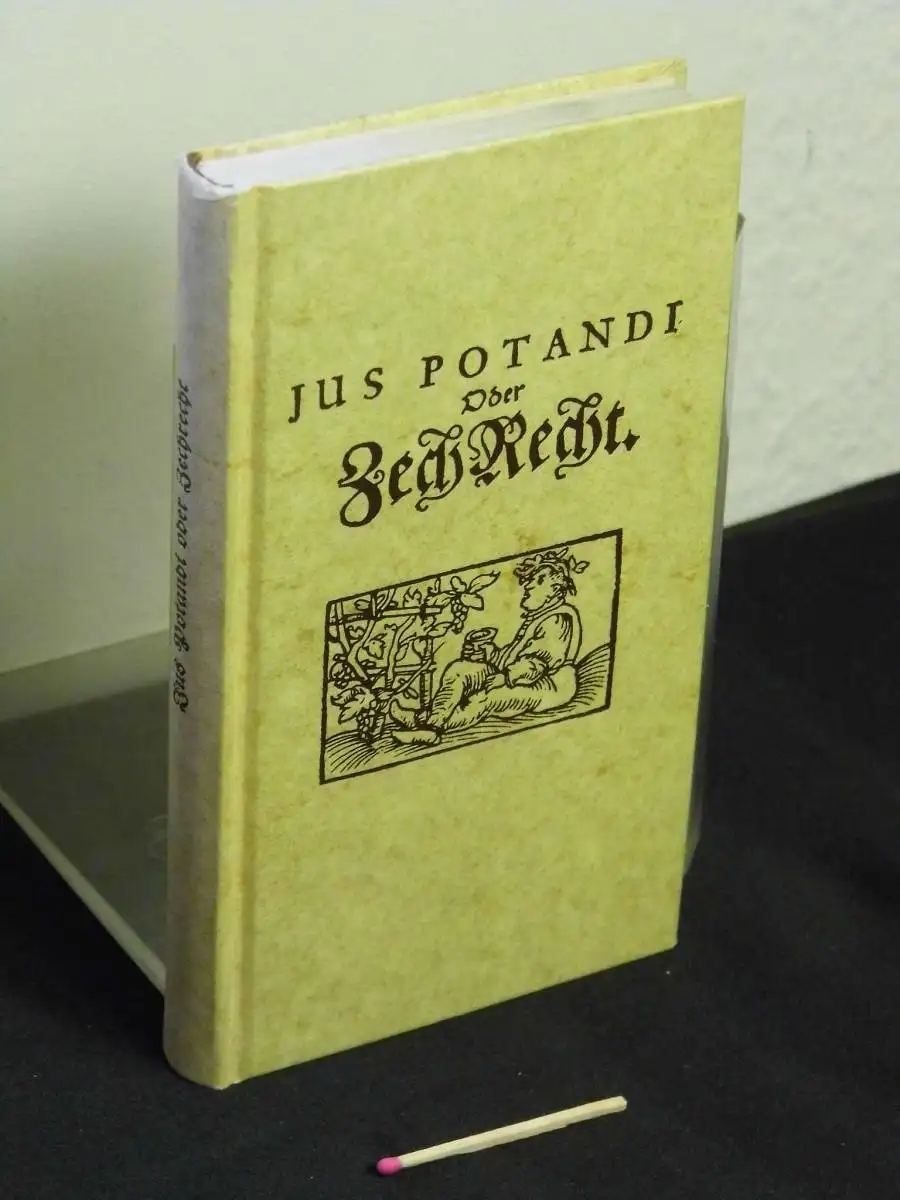 JUS POTANDI
Oder
ZechRecht.
Jus Potandi oder Zechrecht